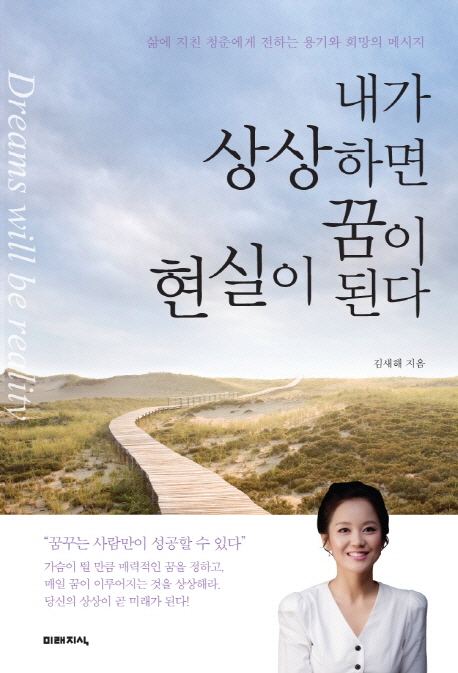 삶에 지친 청춘에게 전하는 용기와 희망의 메시지
Dreams will be reality
내가
상상하면
꿈이
현실이 된다
김새해 지음
“꿈꾸는 사람만이 성공할 수 있다”
가슴이 뛸 만큼 매력적인 꿈을 정하고,
매일 꿈이 이루어지는 것을 상상해라.
당신의 상상이 곧 미래가 된다!
미래지식